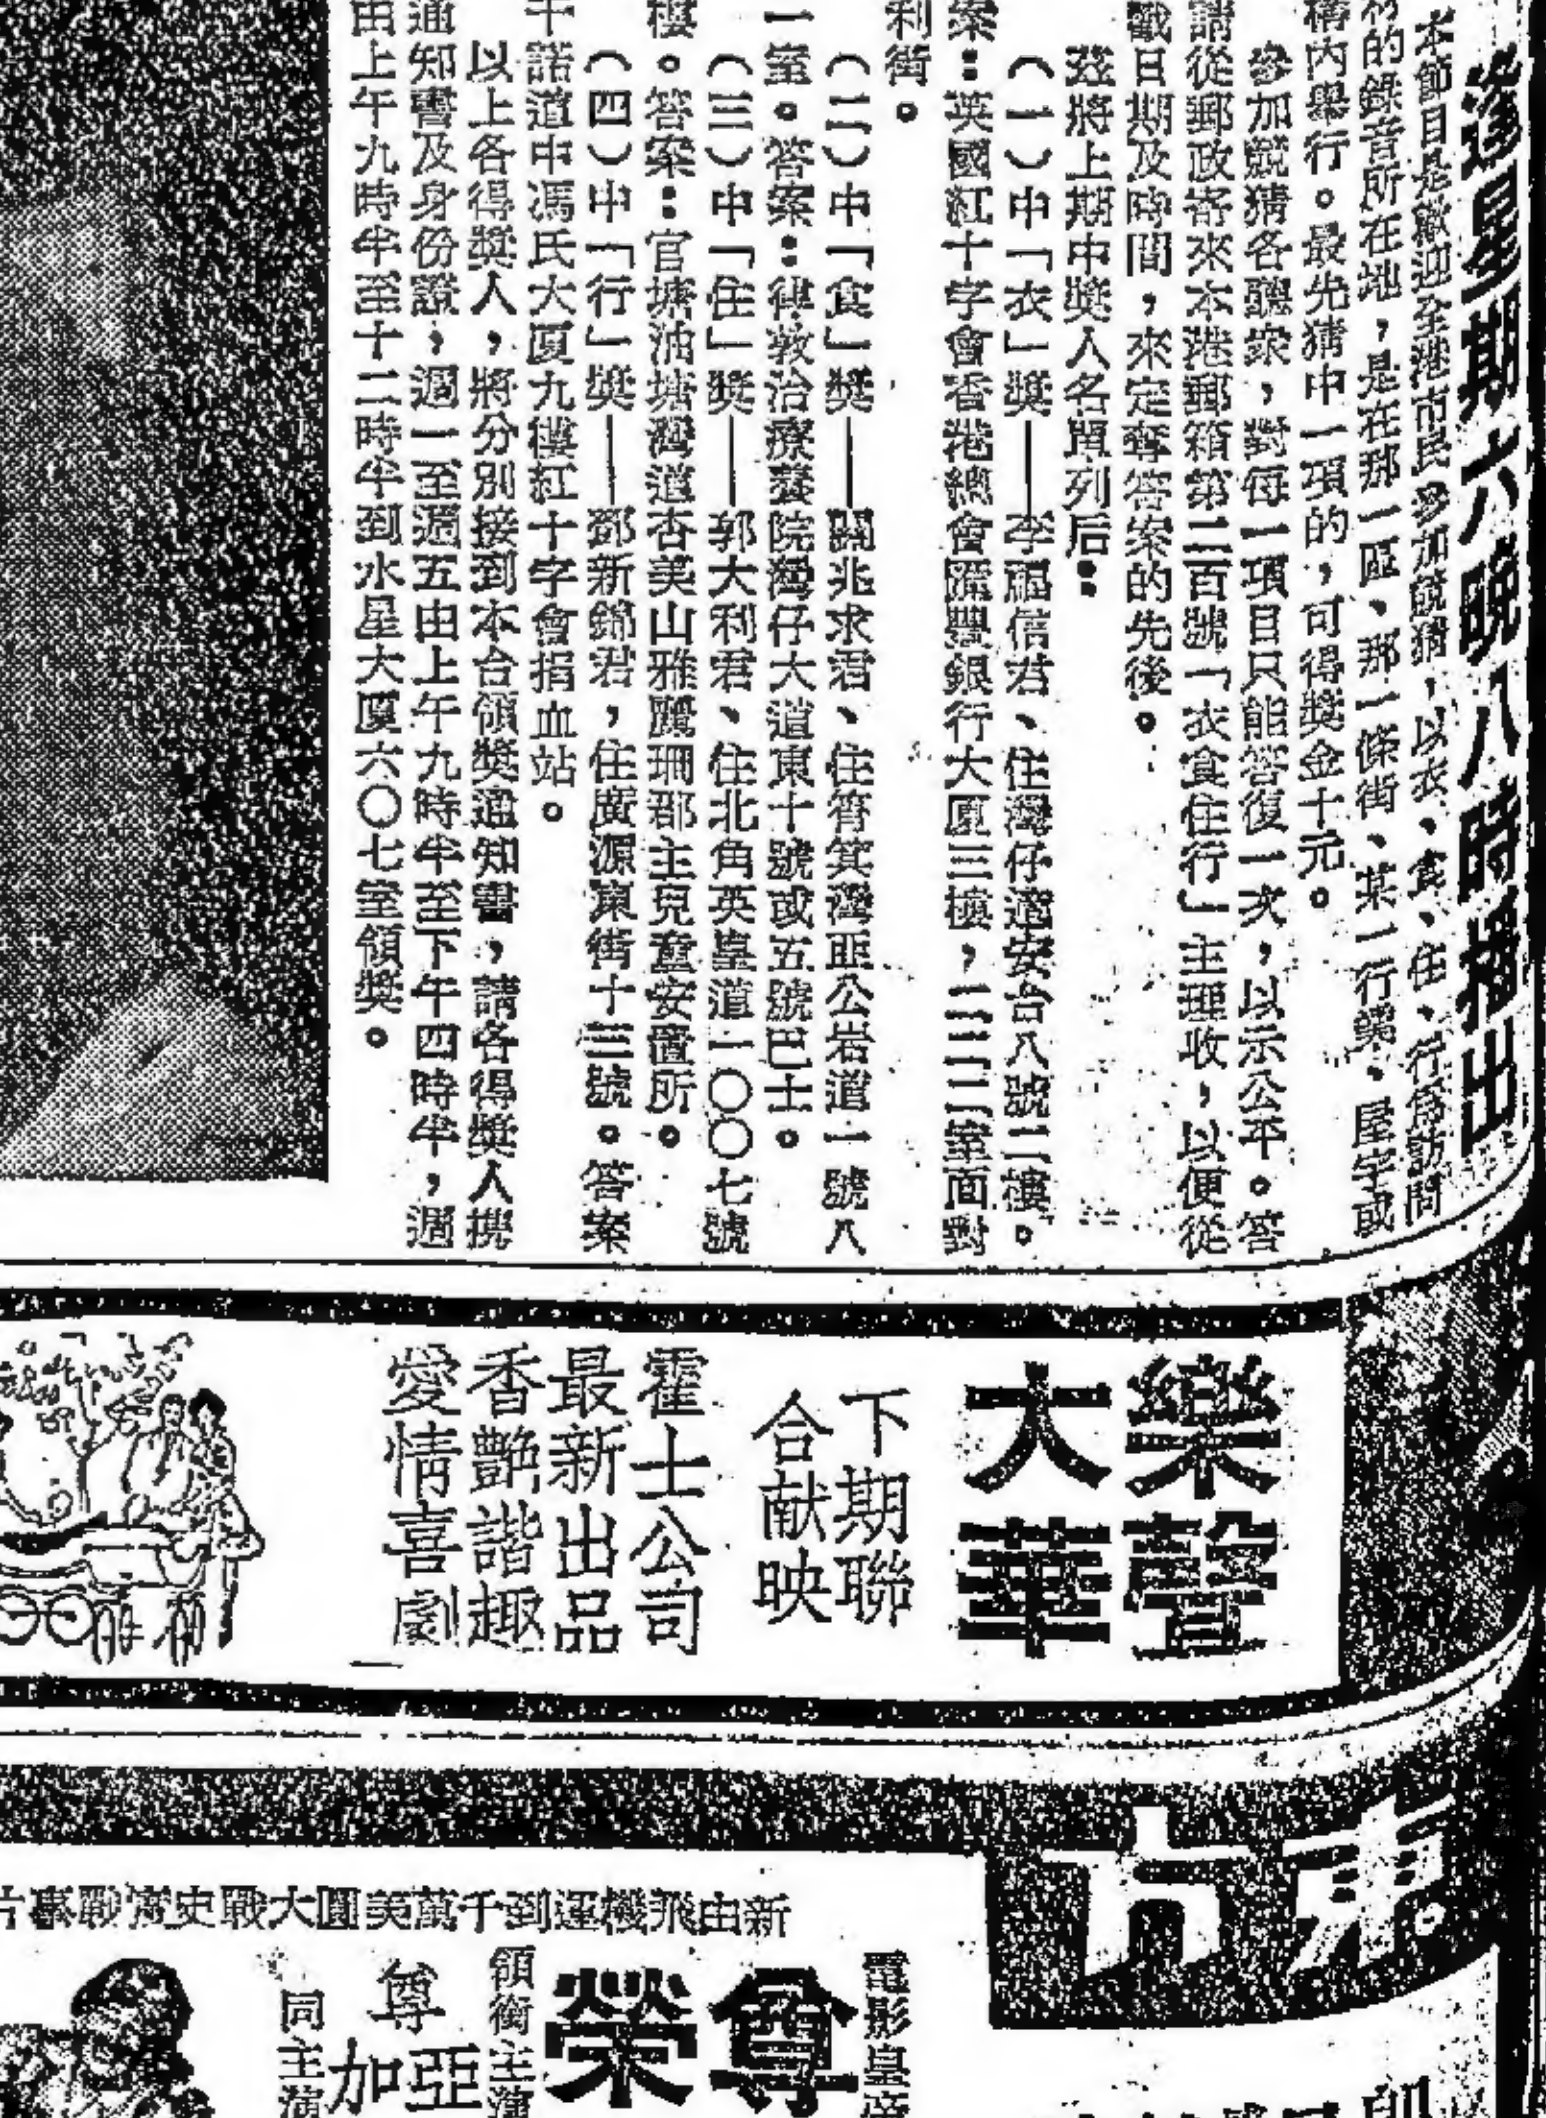 逢星期六晚八時播出
本節目是歡迎全港市民參加競猜，以衣、食、住、行為訪問
的錄音所在地，是在那一區、那一條街、某一行業、屋宇或
構內舉行。最先猜中一項的，可得獎金十元。
參加競猜各聽眾，對每一項目只能答復一次，以示公平。答
請從郵政寄來本港郵箱第二百號「衣食住行」主理收，以便從
戳日期及時間，來定奪答案的先後。
茲將上期中獎人名單列后：
（一）中「衣」獎——李福信君、住灣仔適安台八號二樓。
案：英國紅十字會香港總會匯豐銀行大厦三樓，二二二室面對
利街。
（二）中「食」獎——關兆求君、住筲箕灣亞公岩道一號八
一室。答案：律敦治療養院灣仔大道東十號或五號巴士。
（三）中「住」獎——郭大利君、住北角英皇道一〇〇七號
樓。答案：官塘油塘灣道杏美山雅麗珊郡主兒童安置所。
（四）中「行」獎——鄧新錦君，住廣源東街十三號。答案
干諾道中馮氏大厦九樓紅十字會捐血站。
以上各得獎人，將分別接到本台領獎通知書，請各得獎人携
通知書及身份證，週一至週五由上午九時半至下午四時半，週
由上午九時半至十二時半到水星大厦六〇七室領獎。
樂聲
大華
下期聯
合献映
霍士公司
最新出品
香艷諧趣
愛情喜劇
東方
新由飛機運到千萬美圓大戰史實戰事片
電影皇帝
尊
榮
領銜主演
尊
亞
加
同主演